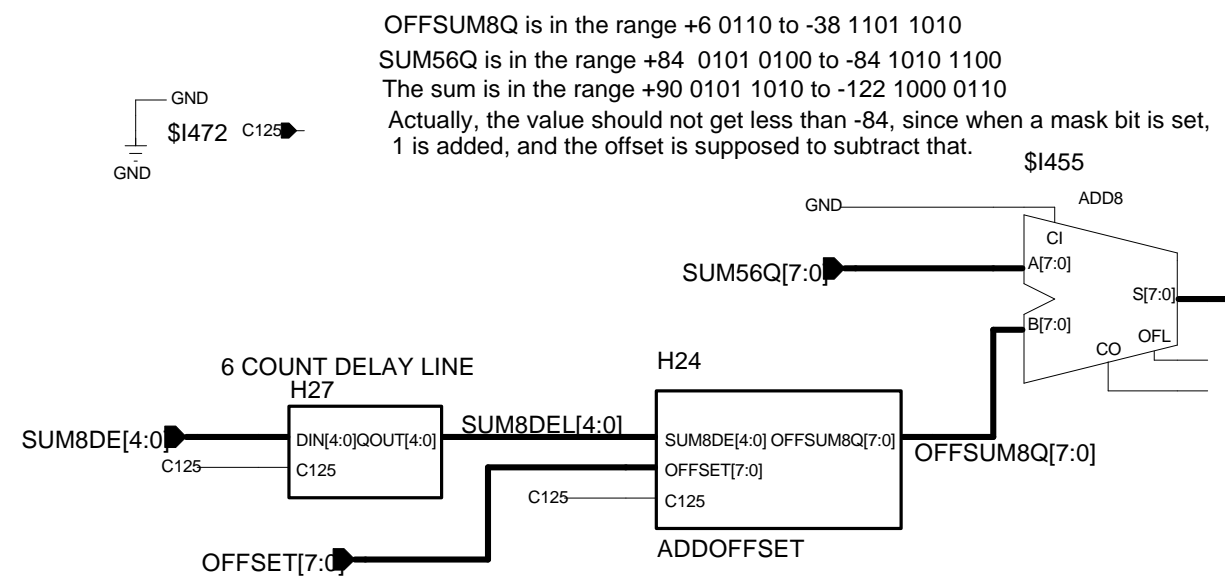 OFFSUM8Q is in the range +6 0110 to -38 1101 1010
SUM56Q is in the range +84 0101 0100 to -84 1010 1100
The sum is in the range +90 0101 1010 to -122 1000 0110
Actually, the value should not get less than -84, since when a mask bit is set,
1 is added, and the offset is supposed to subtract that.
GND
$I472
C125
GND
$I455
ADD8
GND
CI
A[7:0]
SUM56Q[7:0]
S[7:0]
B[7:0]
OFL
CO
6 COUNT DELAY LINE
H27
H24
SUM8DE[4:0]
DIN[4:0]
QOUT[4:0]
SUM8DEL[4:0]
SUM8DE[4:0]
OFFSUM8Q[7:0]
OFFSUM8Q[7:0]
C125
C125
OFFSET[7:0]
C125
C125
OFFSET[7:0]
ADDOFFSET